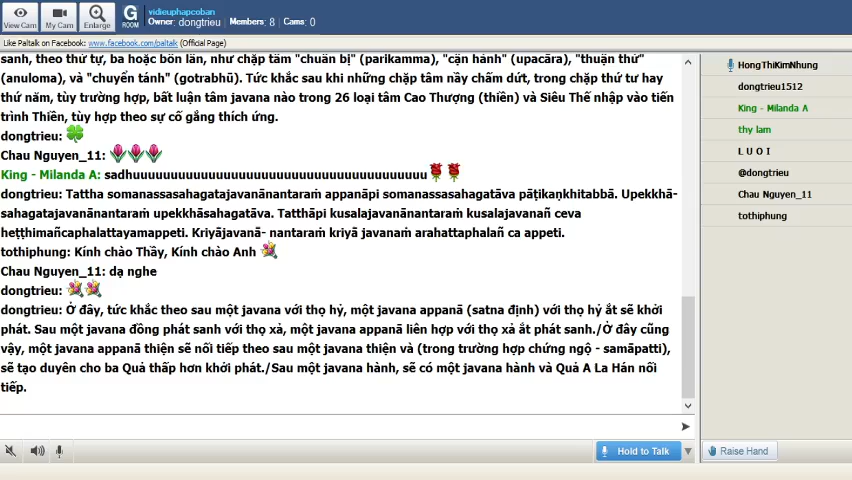 vidieuphapcoban
Owner: dongtrieu Members: 8 Cams: 0
View Cam My Cam Enlarge G ROOM
Like Paltalk on Facebook: www.facebook.com/paltalk (Official Page)
sanh, theo thứ tự, ba hoặc bốn lần, như chặp tâm "chuẩn bị" (parikamma), "cận hành" (upacāra), "thuận thứ"
(anuloma), và "chuyển tánh" (gotrabhū). Tức khắc sau khi những chặp tâm nầy chấm dứt, trong chặp thứ tư hay
thứ năm, tùy trường hợp, bất luận tâm javana nào trong 26 loại tâm Cao Thượng (thiền) và Siêu Thế nhập vào tiến
trình Thiền, tùy hợp theo sự cố gắng thích ứng.
dongtrieu:
Chau Nguyen_11:
King - Milanda A: sadhuuuuuuuuuuuuuuuuuuuuuuuuuuuuuuuuuuuuuuu
dongtrieu: Tattha somanassasahagatajavanānantaraṁ appanāpi somanassasahagatāva pāṭikaṇkhitabbā. Upekkhā-
sahagatajavanānantaraṁ upekkhāsahagatāva. Tatthāpi kusalajavanānantaraṁ kusalajavanañ ceva
heṭṭhimañcaphalattayamappeti. Kriyājavanā- nantaraṁ kriyā javanaṁ arahattaphalañ ca appeti.
tothiphung: Kính chào Thầy, Kính chào Anh
Chau Nguyen_11: dạ nghe
dongtrieu:
dongtrieu: Ở đây, tức khắc theo sau một javana với thọ hỷ, một javana appanā (satna định) với thọ hỷ ắt sẽ khởi
phát. Sau một javana đồng phát sanh với thọ xả, một javana appanā liên hợp với thọ xả ắt phát sanh./Ở đây cũng
vậy, một javana appanā thiện sẽ nối tiếp theo sau một javana thiện và (trong trường hợp chứng ngộ - samāpatti),
sẽ tạo duyên cho ba Quả thấp hơn khởi phát./Sau một javana hành, sẽ có một javana hành và Quả A La Hán nối
tiếp.
Hold to Talk
HongThiKimNhung
dongtrieu1512
King - Milanda A
thy lam
L U O I
@dongtrieu
Chau Nguyen_11
tothiphung
Raise Hand